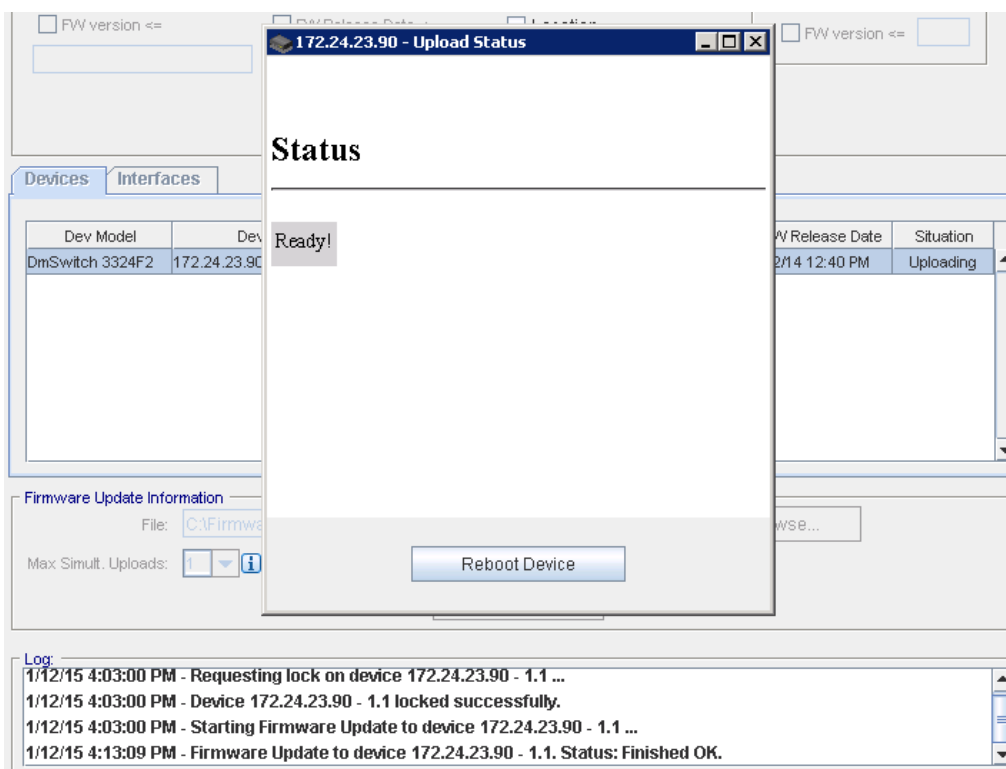 FW version <=
Location
FW version <=
172.24.23.90 - Upload Status
Status
Ready!
Devices
Interfaces
Dev Model
Dev
W Release Date
Situation
DmSwitch 3324F2
172.24.23.90
2/14 12:40 PM
Uploading
Firmware Update Information
File:
C:\Firmwa
wse...
Max Simult. Uploads:
1
Reboot Device
Log:
1/12/15 4:03:00 PM - Requesting lock on device 172.24.23.90 - 1.1 ...
1/12/15 4:03:00 PM - Device 172.24.23.90 - 1.1 locked successfully.
1/12/15 4:03:00 PM - Starting Firmware Update to device 172.24.23.90 - 1.1 ...
1/12/15 4:13:09 PM - Firmware Update to device 172.24.23.90 - 1.1. Status: Finished OK.